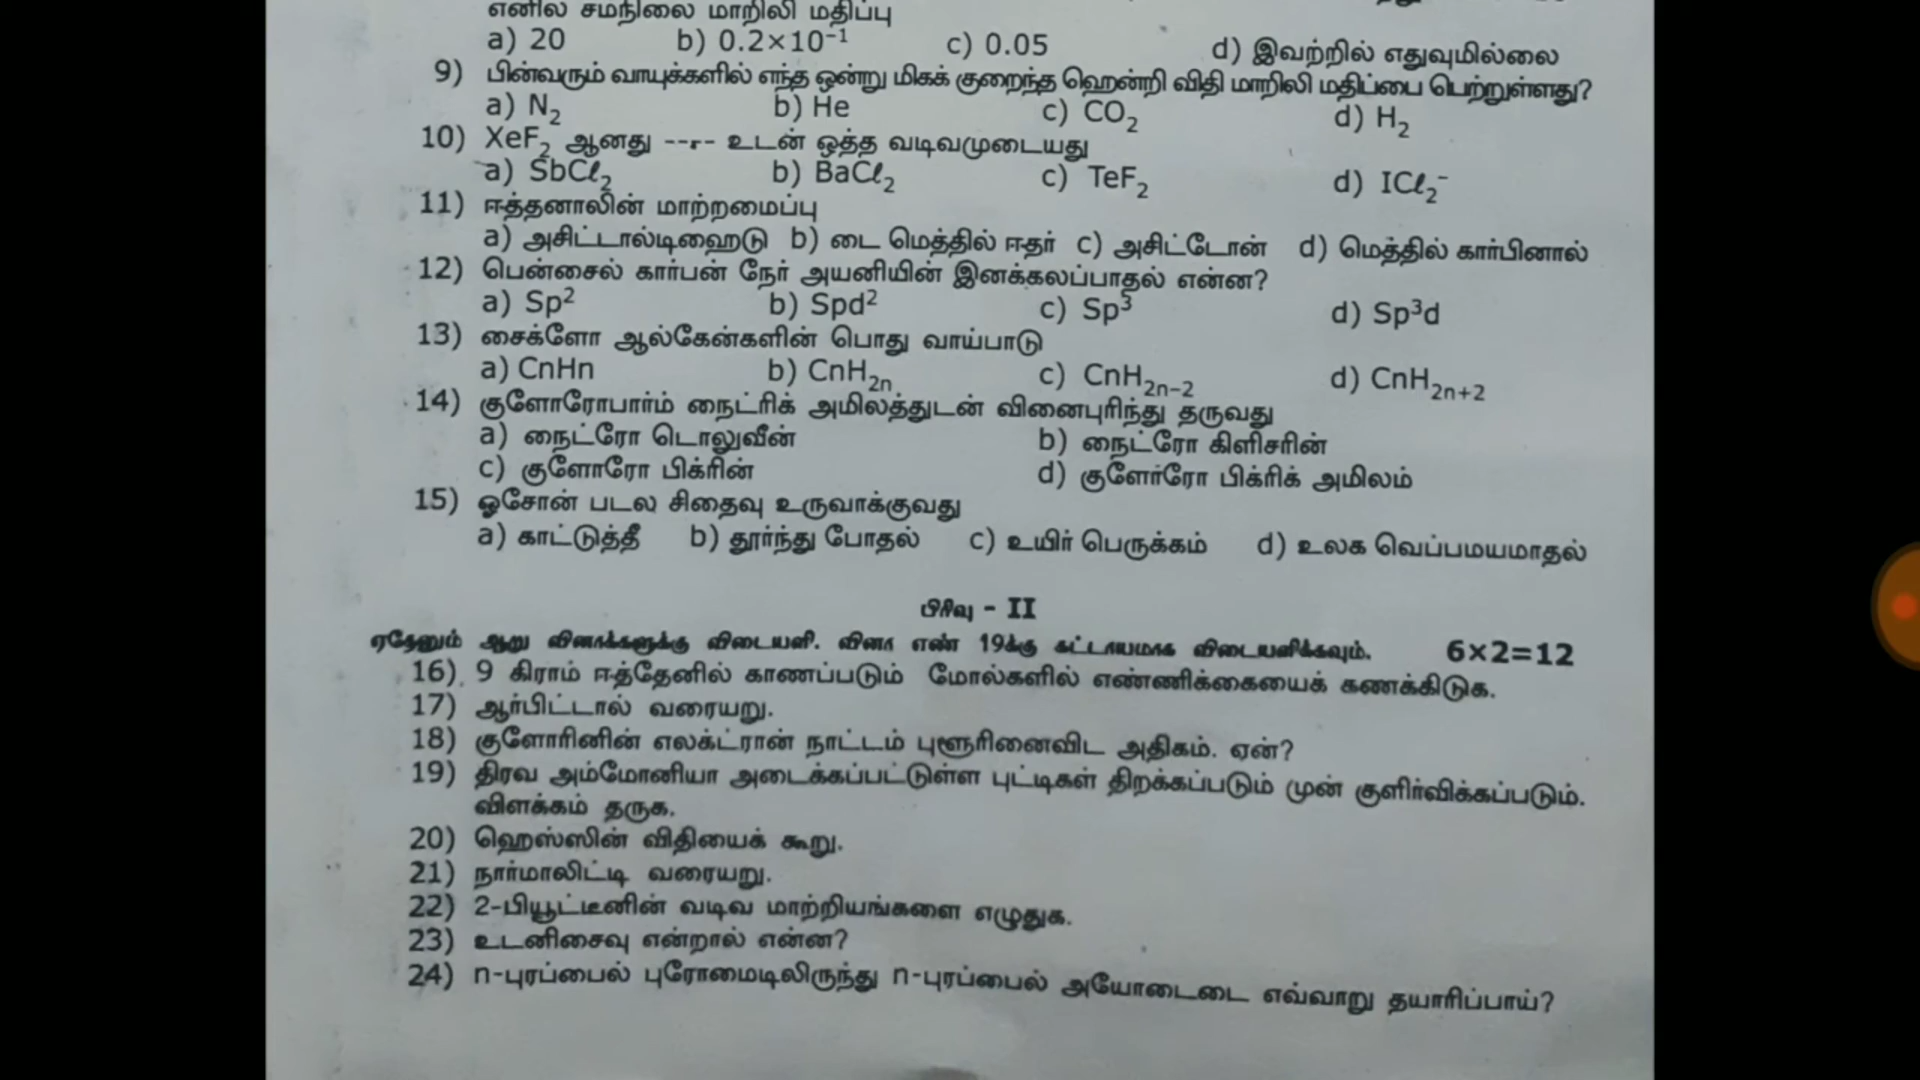 எனில் சமநிலை மாறிலி மதிப்பு
a) 20 b) 0.2×10⁻¹ c) 0.05 d) இவற்றில் எதுவுமில்லை
9) பின்வரும் வாயுக்களில் எந்த ஒன்று மிகக் குறைந்த ஹென்றி விதி மாறிலி மதிப்பை பெற்றுள்ளது?
a) N₂ b) He c) CO₂ d) H₂
10) XeF₂ ஆனது ---- உடன் ஒத்த வடிவமுடையது
a) SbCl₂ b) BaCl₂ c) TeF₂ d) ICl₂⁻
11) ஈத்தனாலின் மாற்றமைப்பு
a) அசிட்டால்டிஹைடு b) டை மெத்தில் ஈதர் c) அசிட்டோன் d) மெத்தில் கார்பினால்
12) பென்சைல் கார்பன் நேர் அயனியின் இனக்கலப்பாதல் என்ன?
a) Sp² b) Spd² c) Sp³ d) Sp³d
13) சைக்ளோ ஆல்கேன்களின் பொது வாய்பாடு
a) CnHn b) CnH₂ₙ c) CnH₂ₙ₋₂ d) CnH₂ₙ₊₂
14) குளோரோபார்ம் நைட்ரிக் அமிலத்துடன் வினைபுரிந்து தருவது
a) நைட்ரோ டொலுவீன் b) நைட்ரோ கிளிசரின்
c) குளோரோ பிக்ரின் d) குளோர்ரோ பிக்ரிக் அமிலம்
15) ஓசோன் படல சிதைவு உருவாக்குவது
a) காட்டுத்தீ b) தூர்ந்து போதல் c) உயிர் பெருக்கம் d) உலக வெப்பமயமாதல்
பிரிவு - II
ஏதேனும் ஆறு வினாக்களுக்கு விடையளி. வினா எண் 19க்கு கட்டாயமாக விடையளிக்கவும். 6×2=12
16) 9 கிராம் ஈத்தேனில் காணப்படும் மோல்களில் எண்ணிக்கையைக் கணக்கிடுக.
17) ஆர்பிட்டால் வரையறு.
18) குளோரினின் எலக்ட்ரான் நாட்டம் புளூரினைவிட அதிகம். ஏன்?
19) திரவ அம்மோனியா அடைக்கப்பட்டுள்ள புட்டிகள் திறக்கப்படும் முன் குளிர்விக்கப்படும்.
விளக்கம் தருக.
20) ஹெஸ்ஸின் விதியைக் கூறு.
21) நார்மாலிட்டி வரையறு.
22) 2-பியூட்டீனின் வடிவ மாற்றியங்களை எழுதுக.
23) உடனிசைவு என்றால் என்ன?
24) n-புரப்பைல் புரோமைடிலிருந்து n-புரப்பைல் அயோடைடை எவ்வாறு தயாரிப்பாய்?